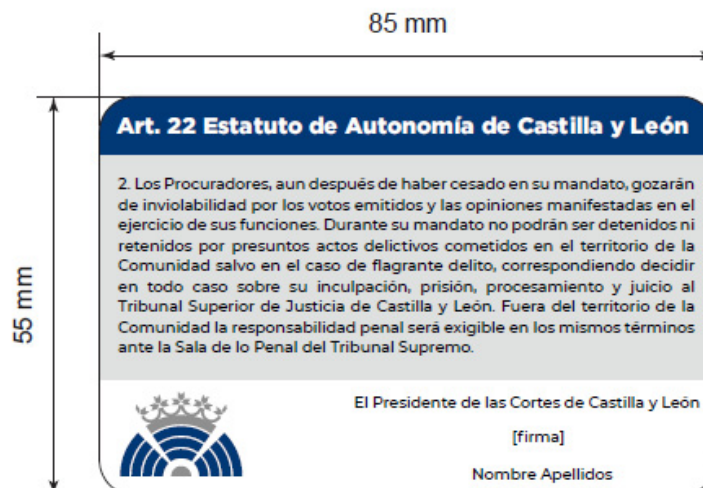 85 mm
55 mm
Art. 22 Estatuto de Autonomía de Castilla y León
2. Los Procuradores, aun después de haber cesado en su mandato, gozarán
de inviolabilidad por los votos emitidos y las opiniones manifestadas en el
ejercicio de sus funciones. Durante su mandato no podrán ser detenidos ni
retenidos por presuntos actos delictivos cometidos en el territorio de la
Comunidad salvo en el caso de flagrante delito, correspondiendo decidir
en todo caso sobre su inculpación, prisión, procesamiento y juicio al
Tribunal Superior de Justicia de Castilla y León. Fuera del territorio de la
Comunidad la responsabilidad penal será exigible en los mismos términos
ante la Sala de lo Penal del Tribunal Supremo.
El Presidente de las Cortes de Castilla y León
[firma]
Nombre Apellidos